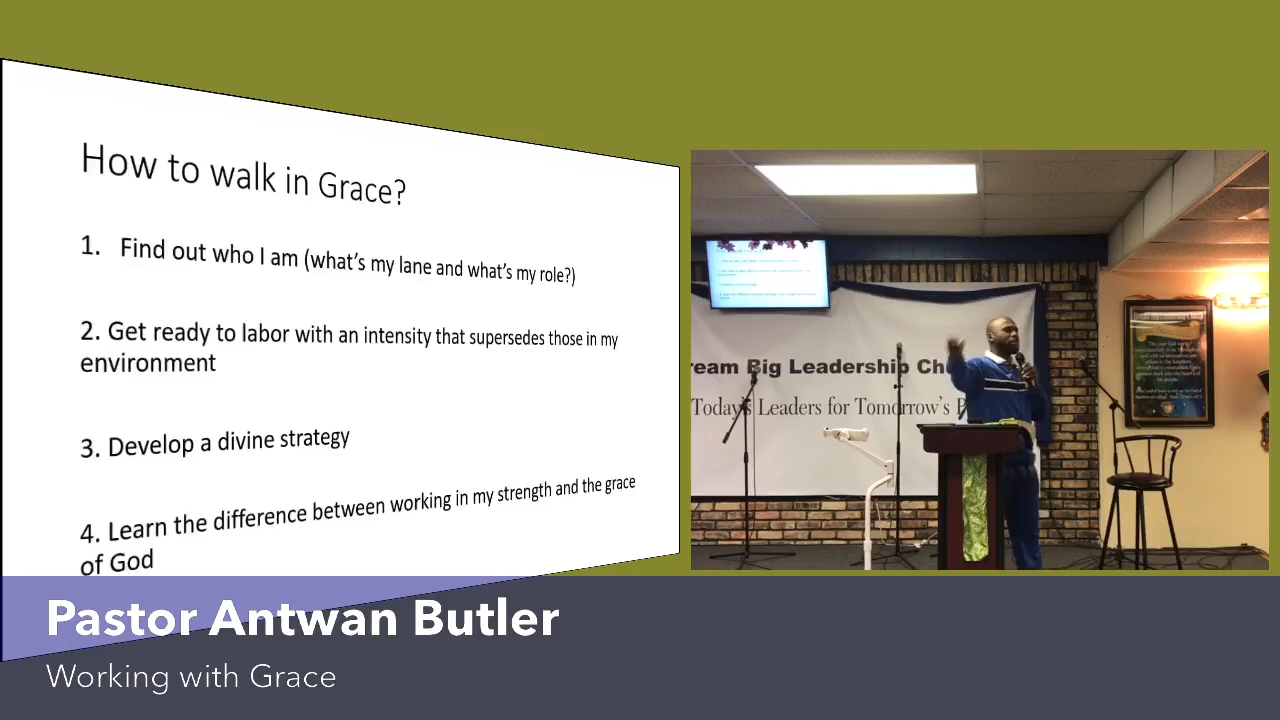 How to walk in Grace?
1. Find out who I am (what's my lane and what's my role?)
2. Get ready to labor with an intensity that supersedes those in my
environment
3. Develop a divine strategy
4. Learn the difference between working in my strength and the grace
of God
ream Big Leadership Ch
Today's Leaders for Tomorrow's P
Pastor Antwan Butler
Working with Grace